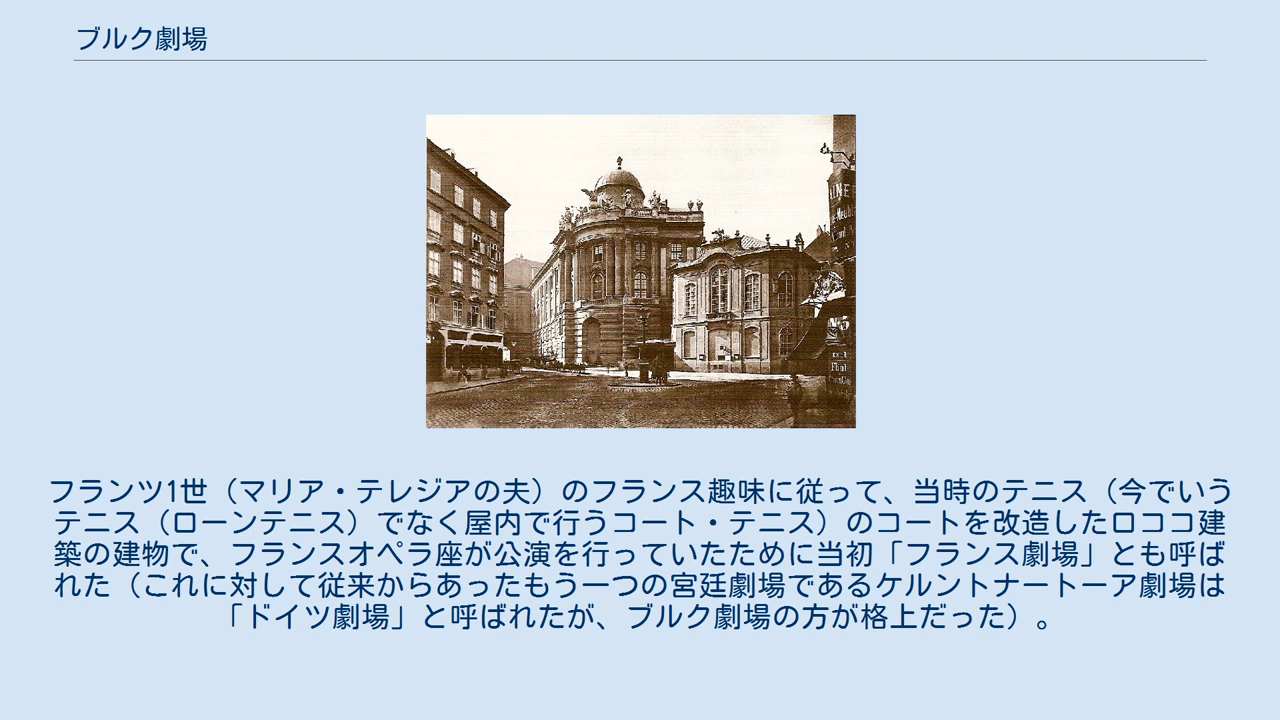 ブルク劇場
フランツ1世（マリア・テレジアの夫）のフランス趣味に従って、当時のテニス（今でいう
テニス（ローンテニス）でなく屋内で行うコート・テニス）のコートを改造したロココ建
築の建物で、フランスオペラ座が公演を行っていたために当初「フランス劇場」とも呼ば
れた（これに対して従来からあったもう一つの宮廷劇場であるケルントナートーア劇場は
「ドイツ劇場」と呼ばれたが、ブルク劇場の方が格上だった）。